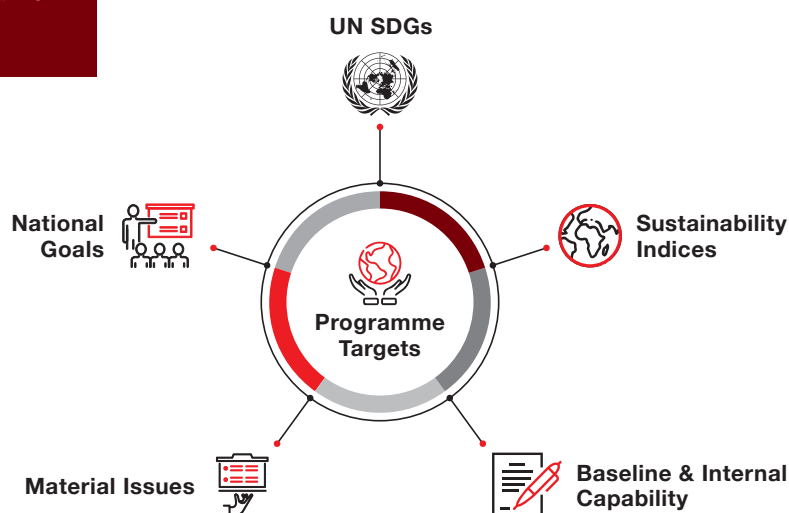 UN SDGs
National
Goals
Sustainability
Indices
Programme
Targets
Material Issues
Baseline & Internal
Capability